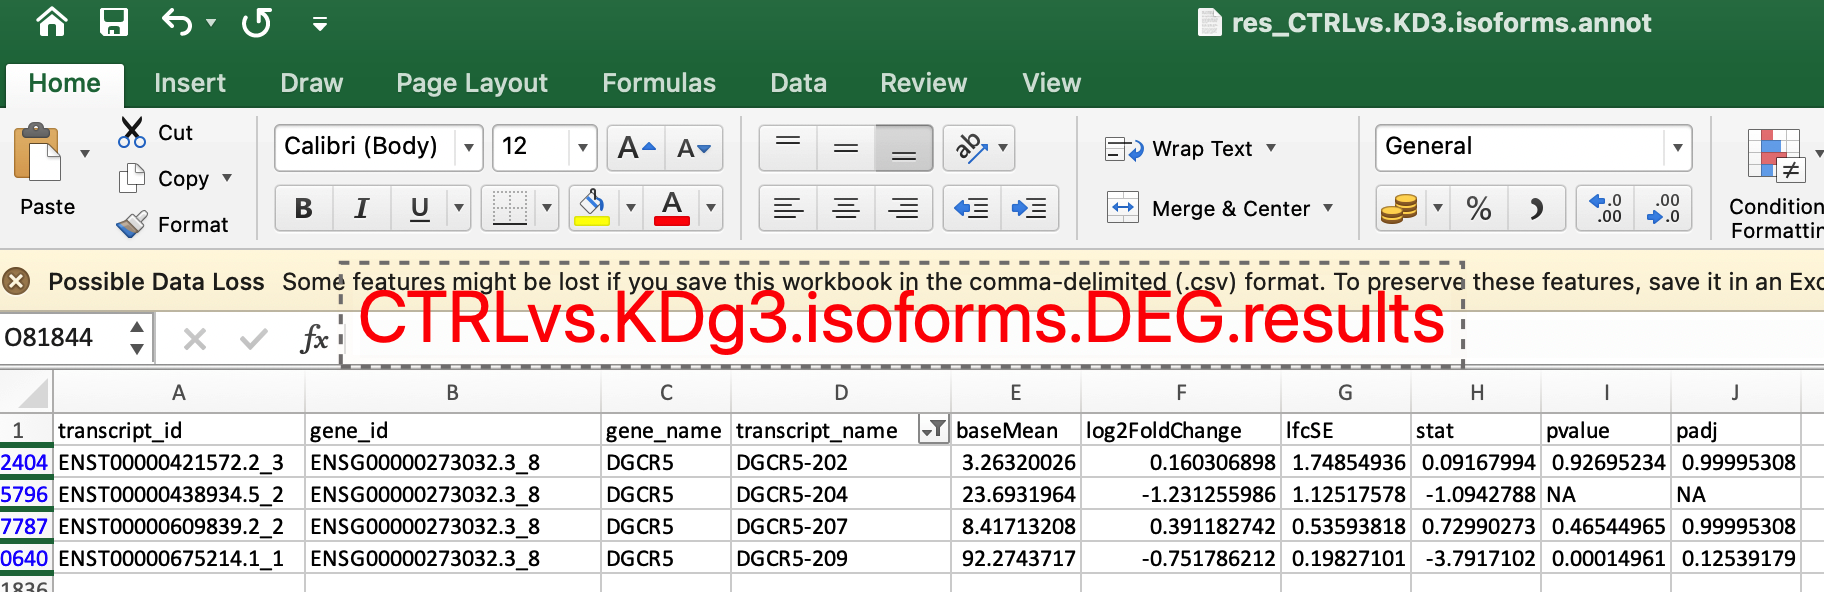 res_CTRLvs.KD3.isoforms.annot
Home Insert Draw Page Layout Formulas Data Review View
Paste
Cut
Copy
Format
Calibri (Body) 12
A A
B I U A
ab
Wrap Text
Merge & Center
General
% .0 .00 .00 .0
Condition
Formattin
Possible Data Loss Some features might be lost if you save this workbook in the comma-delimited (.csv) format. To preserve these features, save it in an Exc
CTRLvs.KDg3.isoforms.DEG.results
O81844 fx
A B C D E F G H I J
1 transcript_id gene_id gene_name transcript_name baseMean log2FoldChange lfcSE stat pvalue padj
2404 ENST00000421572.2_3 ENSG00000273032.3_8 DGCR5 DGCR5-202 3.26320026 0.160306898 1.74854936 0.09167994 0.92695234 0.99995308
5796 ENST00000438934.5_2 ENSG00000273032.3_8 DGCR5 DGCR5-204 23.6931964 -1.231255986 1.12517578 -1.0942788 NA NA
7787 ENST00000609839.2_2 ENSG00000273032.3_8 DGCR5 DGCR5-207 8.41713208 0.391182742 0.53593818 0.72990273 0.46544965 0.99995308
0640 ENST00000675214.1_1 ENSG00000273032.3_8 DGCR5 DGCR5-209 92.2743717 -0.751786212 0.19827101 -3.7917102 0.00014961 0.12539179
1836